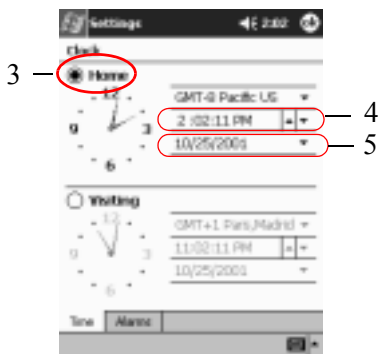 Settings 2:02
Clock
3 Home
12 GMT-8 Pacific US
9 3 2:02:11 PM 4
10/25/2001 5
6
Visiting
12 GMT+1 Paris,Madrid
9 3 11:02:11 PM
10/25/2001
6
Time Alarms